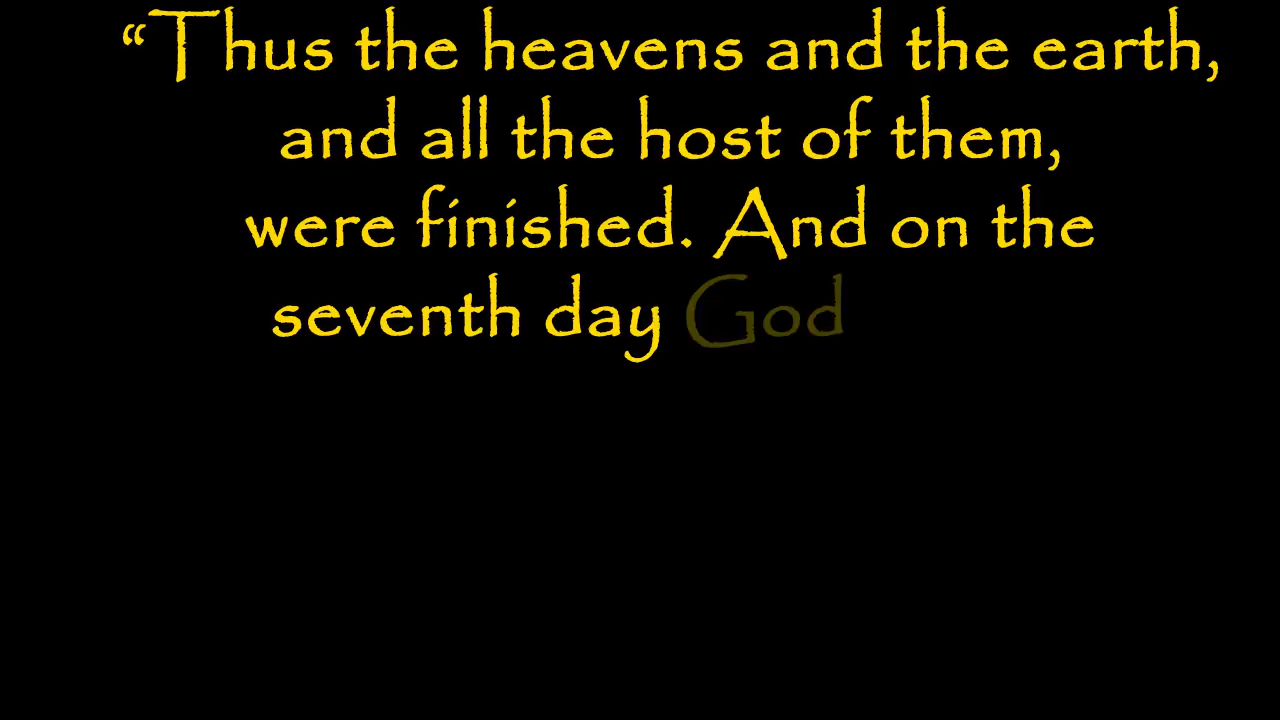 “Thus the heavens and the earth,
and all the host of them,
were finished. And on the
seventh day God